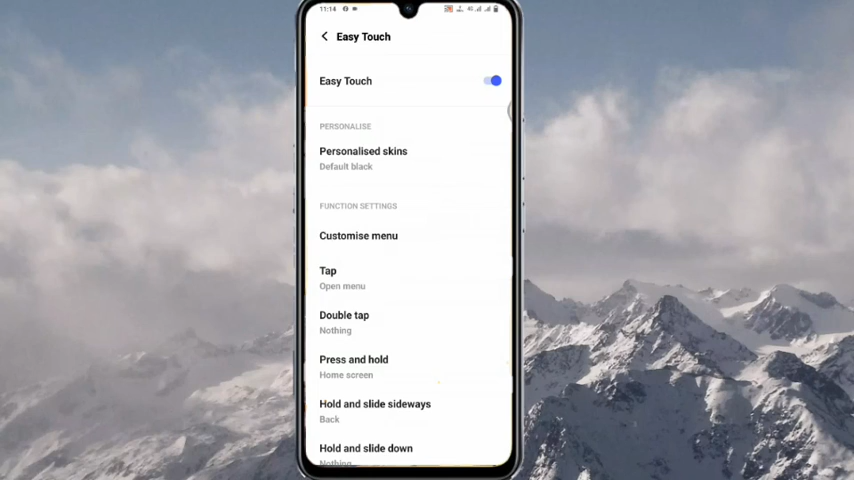 11:14
Easy Touch
Easy Touch
PERSONALISE
Personalised skins
Default black
FUNCTION SETTINGS
Customise menu
Tap
Open menu
Double tap
Nothing
Press and hold
Home screen
Hold and slide sideways
Back
Hold and slide down
Nothing